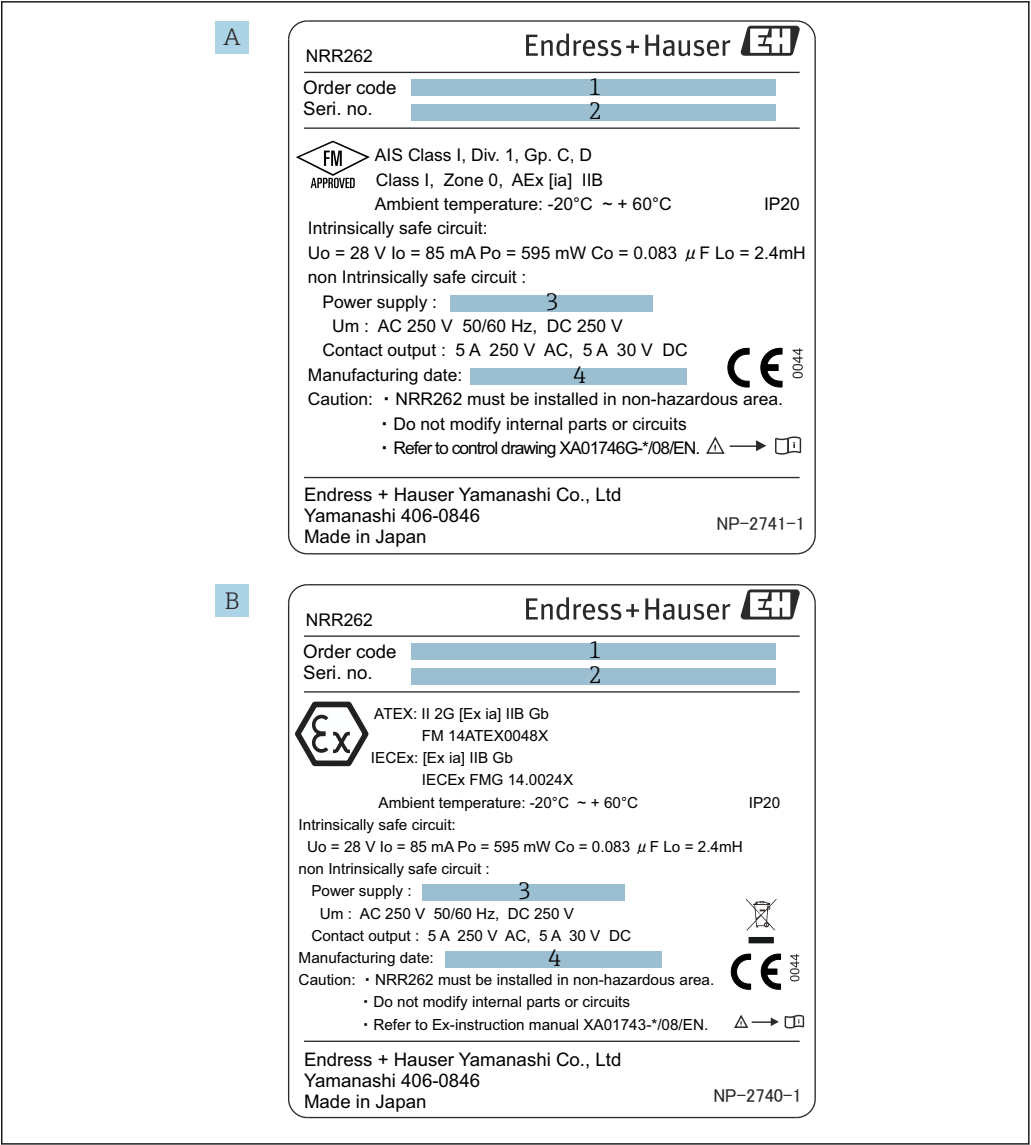 A
NRR262
Endress+Hauser EH
Order code 1
Seri. no. 2
FM
APPROVED
AIS Class I, Div. 1, Gp. C, D
Class I, Zone 0, AEx [ia] IIB
Ambient temperature: -20°C ~ + 60°C IP20
Intrinsically safe circuit:
Uo = 28 V Io = 85 mA Po = 595 mW Co = 0.083 μ F Lo = 2.4mH
non Intrinsically safe circuit :
Power supply : 3
Um : AC 250 V 50/60 Hz, DC 250 V
Contact output : 5 A 250 V AC, 5 A 30 V DC
CE 0044
Manufacturing date: 4
Caution: ・NRR262 must be installed in non-hazardous area.
・Do not modify internal parts or circuits
・Refer to control drawing XA01746G-*/08/EN. ⚠ → i
Endress + Hauser Yamanashi Co., Ltd
Yamanashi 406-0846
Made in Japan
NP-2741-1
B
NRR262
Endress+Hauser EH
Order code 1
Seri. no. 2
Ex
ATEX: II 2G [Ex ia] IIB Gb
FM 14ATEX0048X
IECEx: [Ex ia] IIB Gb
IECEx FMG 14.0024X
Ambient temperature: -20°C ~ + 60°C IP20
Intrinsically safe circuit:
Uo = 28 V Io = 85 mA Po = 595 mW Co = 0.083 μ F Lo = 2.4mH
non Intrinsically safe circuit :
Power supply : 3
Um : AC 250 V 50/60 Hz, DC 250 V
Contact output : 5 A 250 V AC, 5 A 30 V DC
Manufacturing date: 4
CE 0044
Caution: ・NRR262 must be installed in non-hazardous area.
・Do not modify internal parts or circuits
・Refer to Ex-instruction manual XA01743-*/08/EN. ⚠ → i
Endress + Hauser Yamanashi Co., Ltd
Yamanashi 406-0846
Made in Japan
NP-2740-1